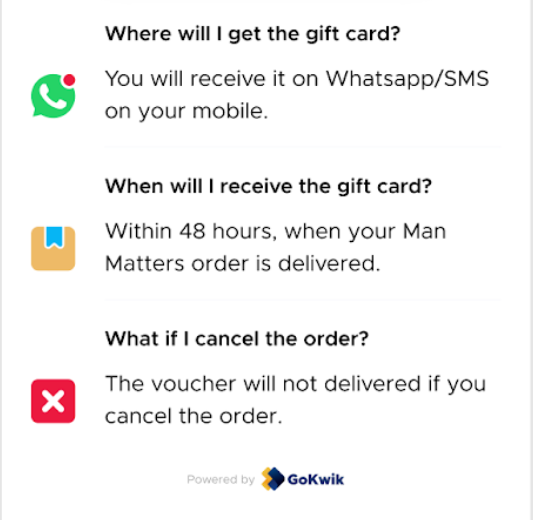 Where will I get the gift card?
You will receive it on Whatsapp/SMS
on your mobile.
When will I receive the gift card?
Within 48 hours, when your Man
Matters order is delivered.
What if I cancel the order?
The voucher will not delivered if you
cancel the order.
Powered by GoKwik